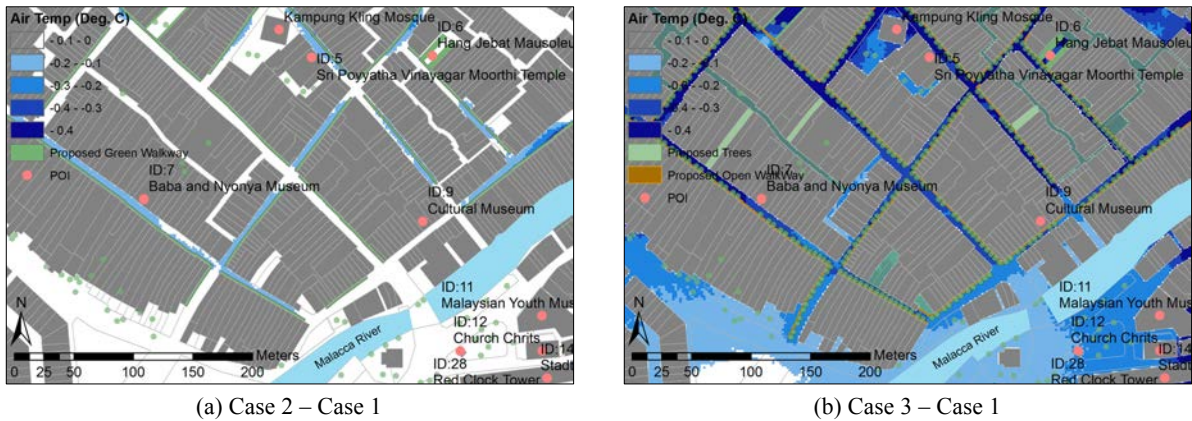 Air Temp (Deg. C)
- 0.1 - 0
-0.2 - -0.1
-0.3 - -0.2
-0.4 - -0.3
- 0.4
Proposed Green Walkway
POI
Kampung Kling Mosque
ID:6
Hang Jebat Mausoleu
ID:5
Sri Poyyatha Vinayagar Moorthi Temple
ID:7
Baba and Nyonya Museum
ID:9
Cultural Museum
ID:11
Malaysian Youth Mus
ID:12
Church Chrits
ID:14
Stadt
ID:28
Red Clock Tower
Malacca River
N
Meters
0 25 50 100 150 200
(a) Case 2 – Case 1
Air Temp (Deg. C)
- 0.1 - 0
-0.2 - -0.1
-0.3 - -0.2
-0.4 - -0.3
- 0.4
Proposed Trees
Proposed Open WalkWay
POI
Kampung Kling Mosque
ID:6
Hang Jebat Mausoleu
ID:5
Sri Poyyatha Vinayagar Moorthi Temple
ID:7
Baba and Nyonya Museum
ID:9
Cultural Museum
ID:11
Malaysian Youth Mus
ID:12
Church Chrits
ID:14
Stadt
ID:28
Red Clock Tower
Malacca River
N
Meters
0 25 50 100 150 200
(b) Case 3 – Case 1